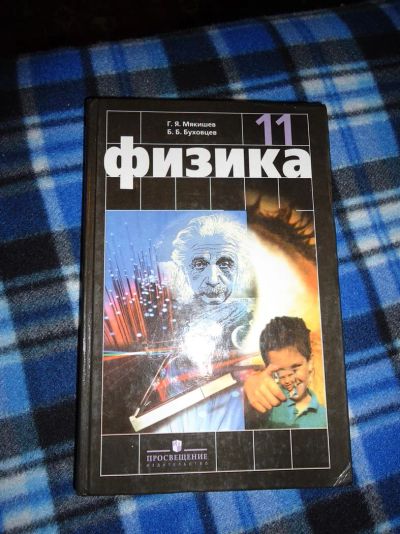 Г. Я. Мякишев
Б. Б. Буховцев
11
физика
ПРОСВЕЩЕНИЕ
ИЗДАТЕЛЬСТВО